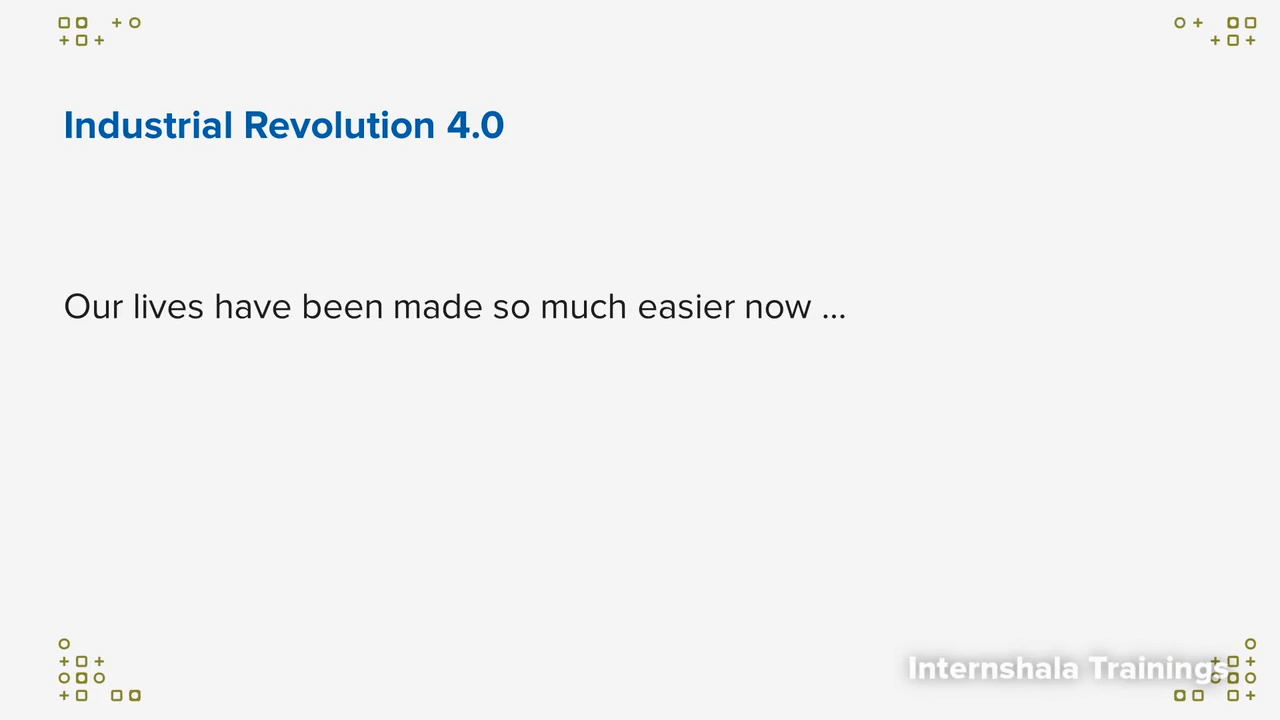 Industrial Revolution 4.0
Our lives have been made so much easier now ...
Internshala Trainings